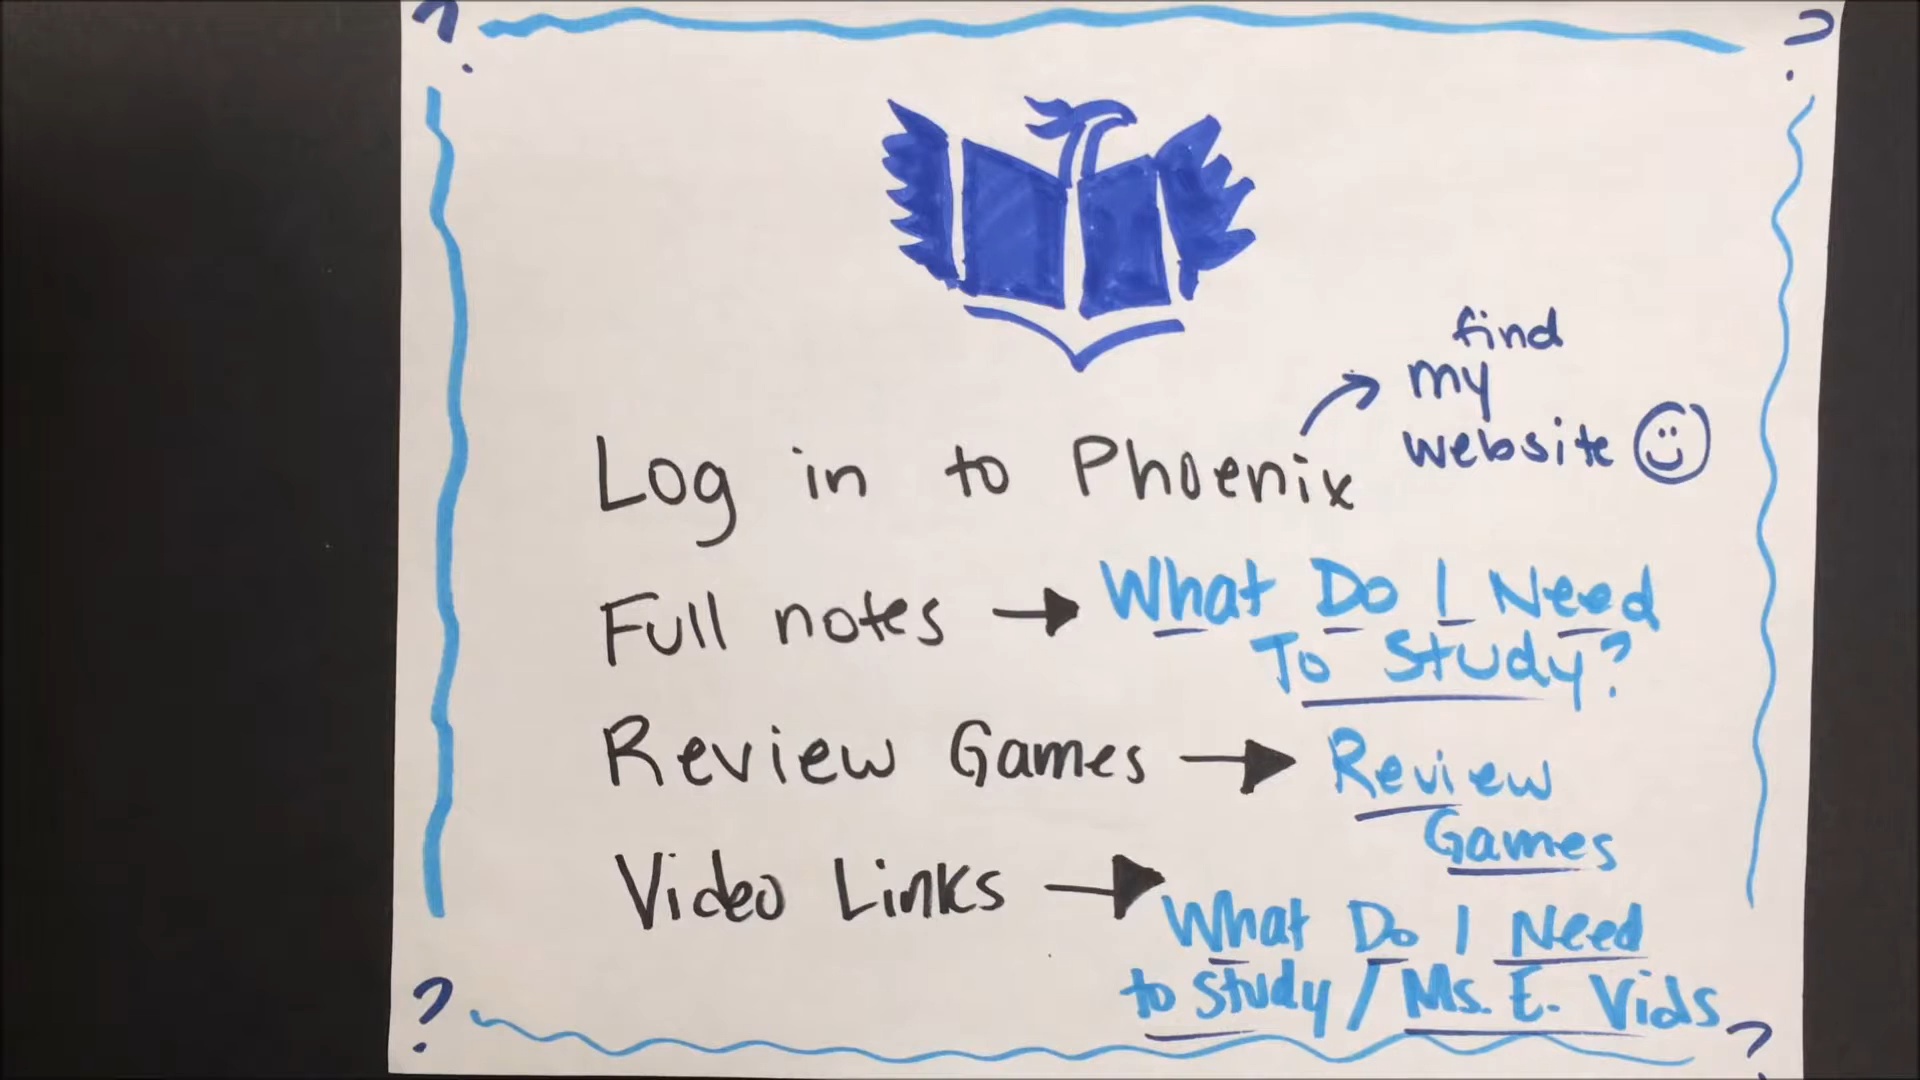 find
my
website
Log in to Phoenix
Full notes → What Do I Need
To Study?
Review Games → Review
Games
Video Links →
What Do I Need
to Study / Ms. E. Vids